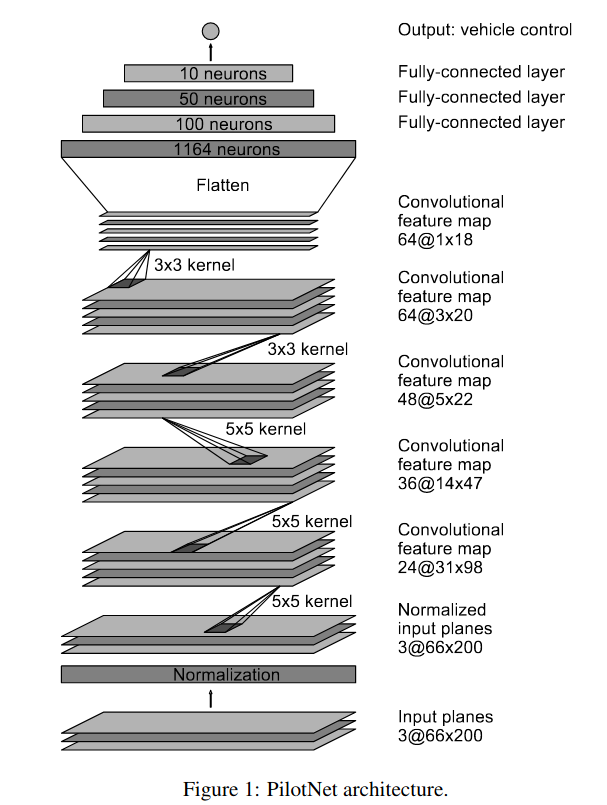 Output: vehicle control
10 neurons
Fully-connected layer
50 neurons
Fully-connected layer
100 neurons
Fully-connected layer
1164 neurons
Flatten
Convolutional
feature map
64@1x18
3x3 kernel
Convolutional
feature map
64@3x20
3x3 kernel
Convolutional
feature map
48@5x22
5x5 kernel
Convolutional
feature map
36@14x47
5x5 kernel
Convolutional
feature map
24@31x98
5x5 kernel
Normalized
input planes
3@66x200
Normalization
Input planes
3@66x200
Figure 1: PilotNet architecture.